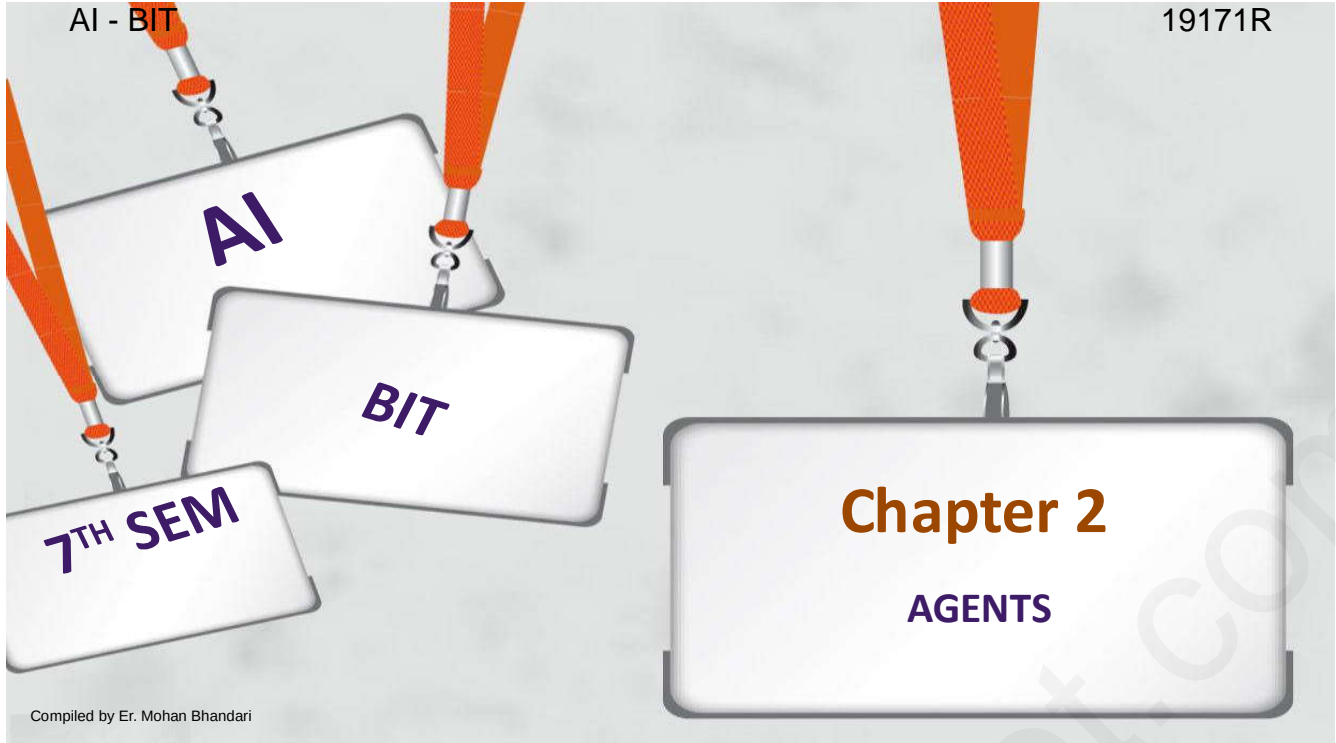 AI - BIT
19171R
AI
BIT
7TH SEM
Chapter 2
AGENTS
Compiled by Er. Mohan Bhandari